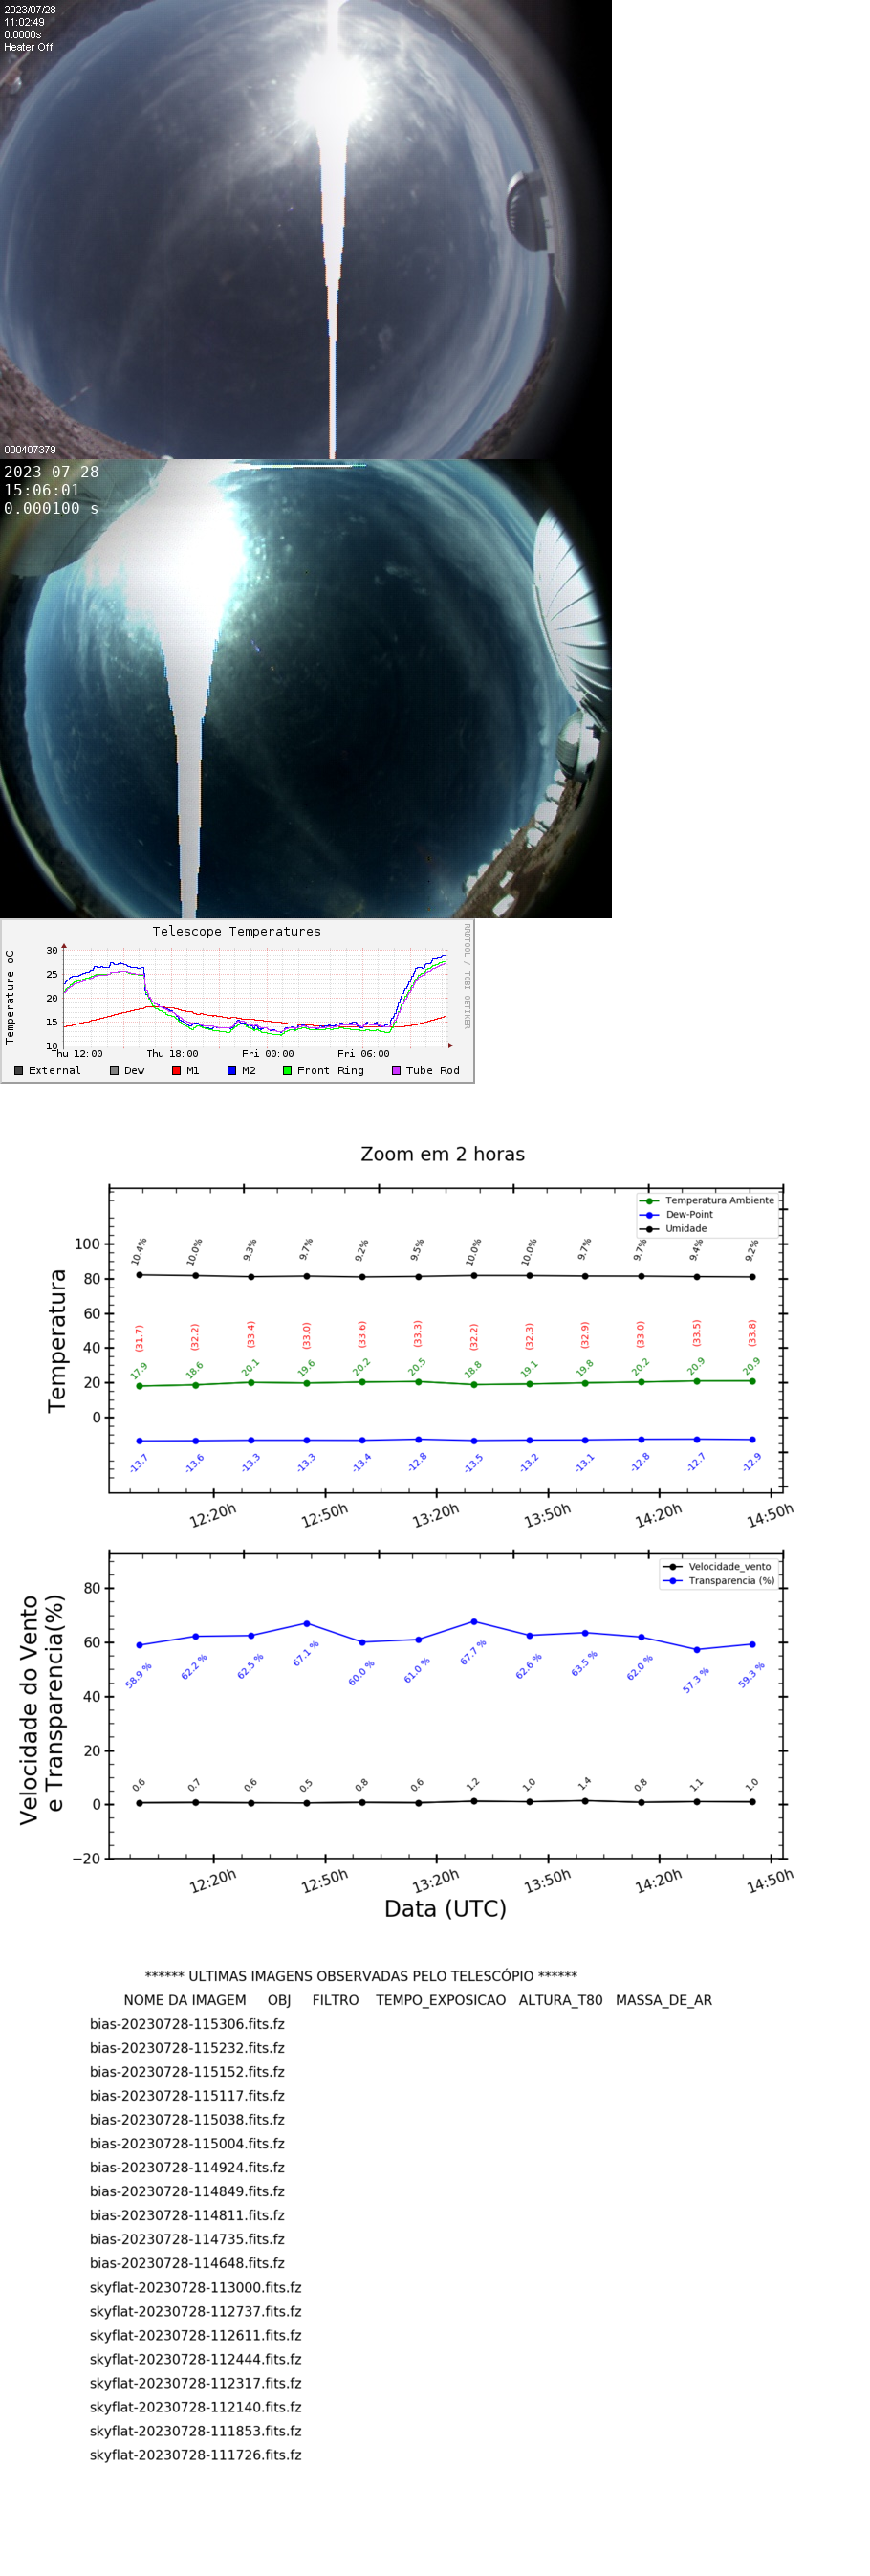 2023/07/28
11:02:49
0.0000s
Heater Off
000407379
2023-07-28
15:06:01
0.000100 s
Telescope Temperatures
Temperature oC
RRDTOOL / TOBI OETIKER
30
25
20
15
10
Thu 12:00 Thu 18:00 Fri 00:00 Fri 06:00
External Dew M1 M2 Front Ring Tube Rod
Zoom em 2 horas
Temperatura
Temperatura Ambiente
Dew-Point
Umidade
100
80
60
40
20
0
10.4% 10.0% 9.3% 9.7% 9.2% 9.5% 10.0% 10.0% 9.7% 9.7% 9.4% 9.2%
(31.7) (32.2) (33.4) (33.0) (33.6) (33.3) (32.2) (32.3) (32.9) (33.0) (33.5) (33.8)
17.9 18.6 20.1 19.6 20.2 20.5 18.8 19.1 19.8 20.2 20.9 20.9
-13.7 -13.6 -13.3 -13.3 -13.4 -12.8 -13.5 -13.2 -13.1 -12.8 -12.7 -12.9
12:20h 12:50h 13:20h 13:50h 14:20h 14:50h
Velocidade do Vento
e Transparencia(%)
Velocidade_vento
Transparencia (%)
80
60
40
20
0
−20
58.9 % 62.2 % 62.5 % 67.1 % 60.0 % 61.0 % 67.7 % 62.6 % 63.5 % 62.0 % 57.3 % 59.3 %
0.6 0.7 0.6 0.5 0.8 0.6 1.2 1.0 1.4 0.8 1.1 1.0
12:20h 12:50h 13:20h 13:50h 14:20h 14:50h
Data (UTC)
****** ULTIMAS IMAGENS OBSERVADAS PELO TELESCÓPIO ******
NOME DA IMAGEM OBJ FILTRO TEMPO_EXPOSICAO ALTURA_T80 MASSA_DE_AR
bias-20230728-115306.fits.fz
bias-20230728-115232.fits.fz
bias-20230728-115152.fits.fz
bias-20230728-115117.fits.fz
bias-20230728-115038.fits.fz
bias-20230728-115004.fits.fz
bias-20230728-114924.fits.fz
bias-20230728-114849.fits.fz
bias-20230728-114811.fits.fz
bias-20230728-114735.fits.fz
bias-20230728-114648.fits.fz
skyflat-20230728-113000.fits.fz
skyflat-20230728-112737.fits.fz
skyflat-20230728-112611.fits.fz
skyflat-20230728-112444.fits.fz
skyflat-20230728-112317.fits.fz
skyflat-20230728-112140.fits.fz
skyflat-20230728-111853.fits.fz
skyflat-20230728-111726.fits.fz